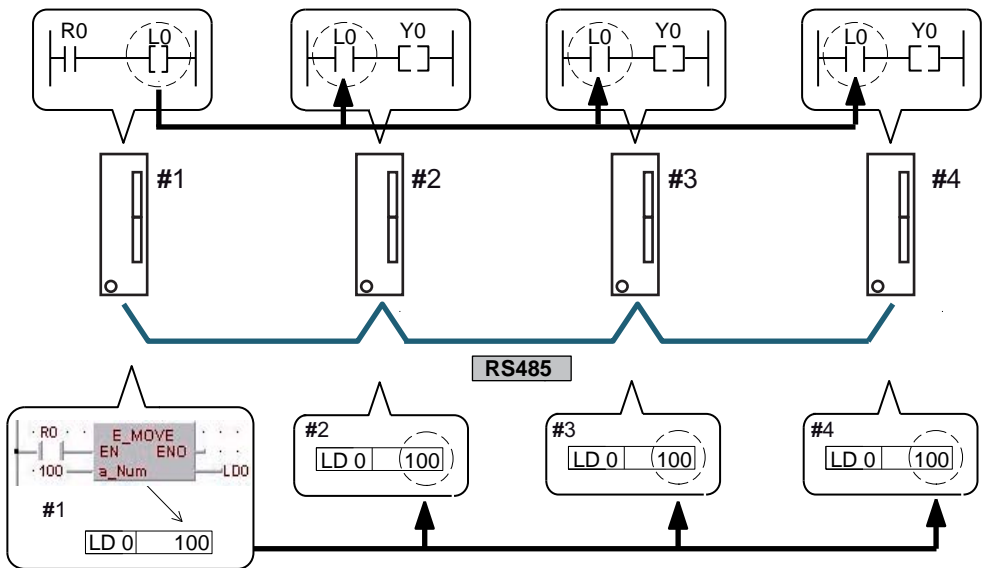 R0 L0
L0 Y0
L0 Y0
L0 Y0
#1
#2
#3
#4
RS485
R0 E_MOVE
EN ENO
100 a_Num LD0
#1
LD 0 100
#2
LD 0 100
#3
LD 0 100
#4
LD 0 100